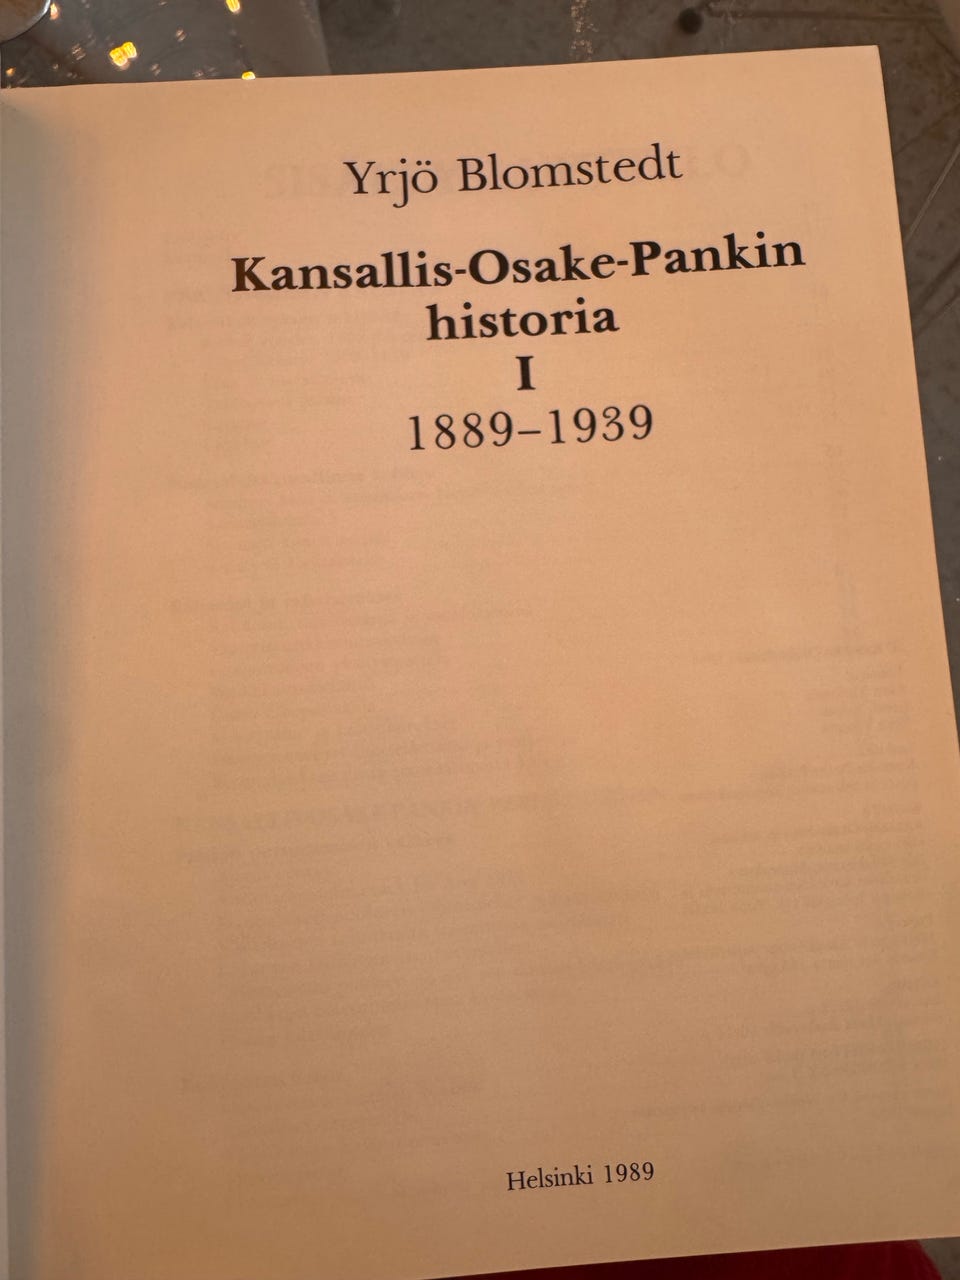 Yrjö Blomstedt
Kansallis-Osake-Pankin
historia
I
1889–1939
Helsinki 1989